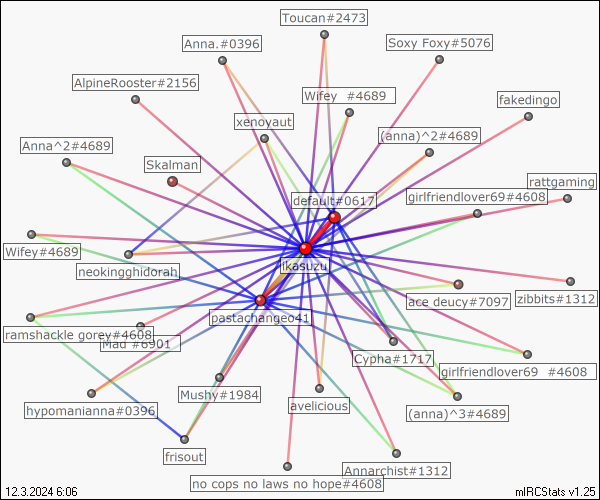 Toucan#2473
Anna.#0396
Soxy Foxy#5076
AlpineRooster#2156
Wifey #4689
fakedingo
xenoyaut
(anna)^2#4689
Anna^2#4689
Skalman
rattgaming
default#0617
girlfriendlover69#4608
Wifey#4689
ikasuzu
neokingghidorah
ace_deucy#7097
zibbits#1312
pastachangeo41
ramshackle gorey#4608
Mad #6901
Cypha#1717
girlfriendlover69 #4608
Mushy#1984
avelicious
hypomanianna#0396
(anna)^3#4689
frisout
Annarchist#1312
no cops no laws no hope#4608
12.3.2024 6:06
mIRCStats v1.25